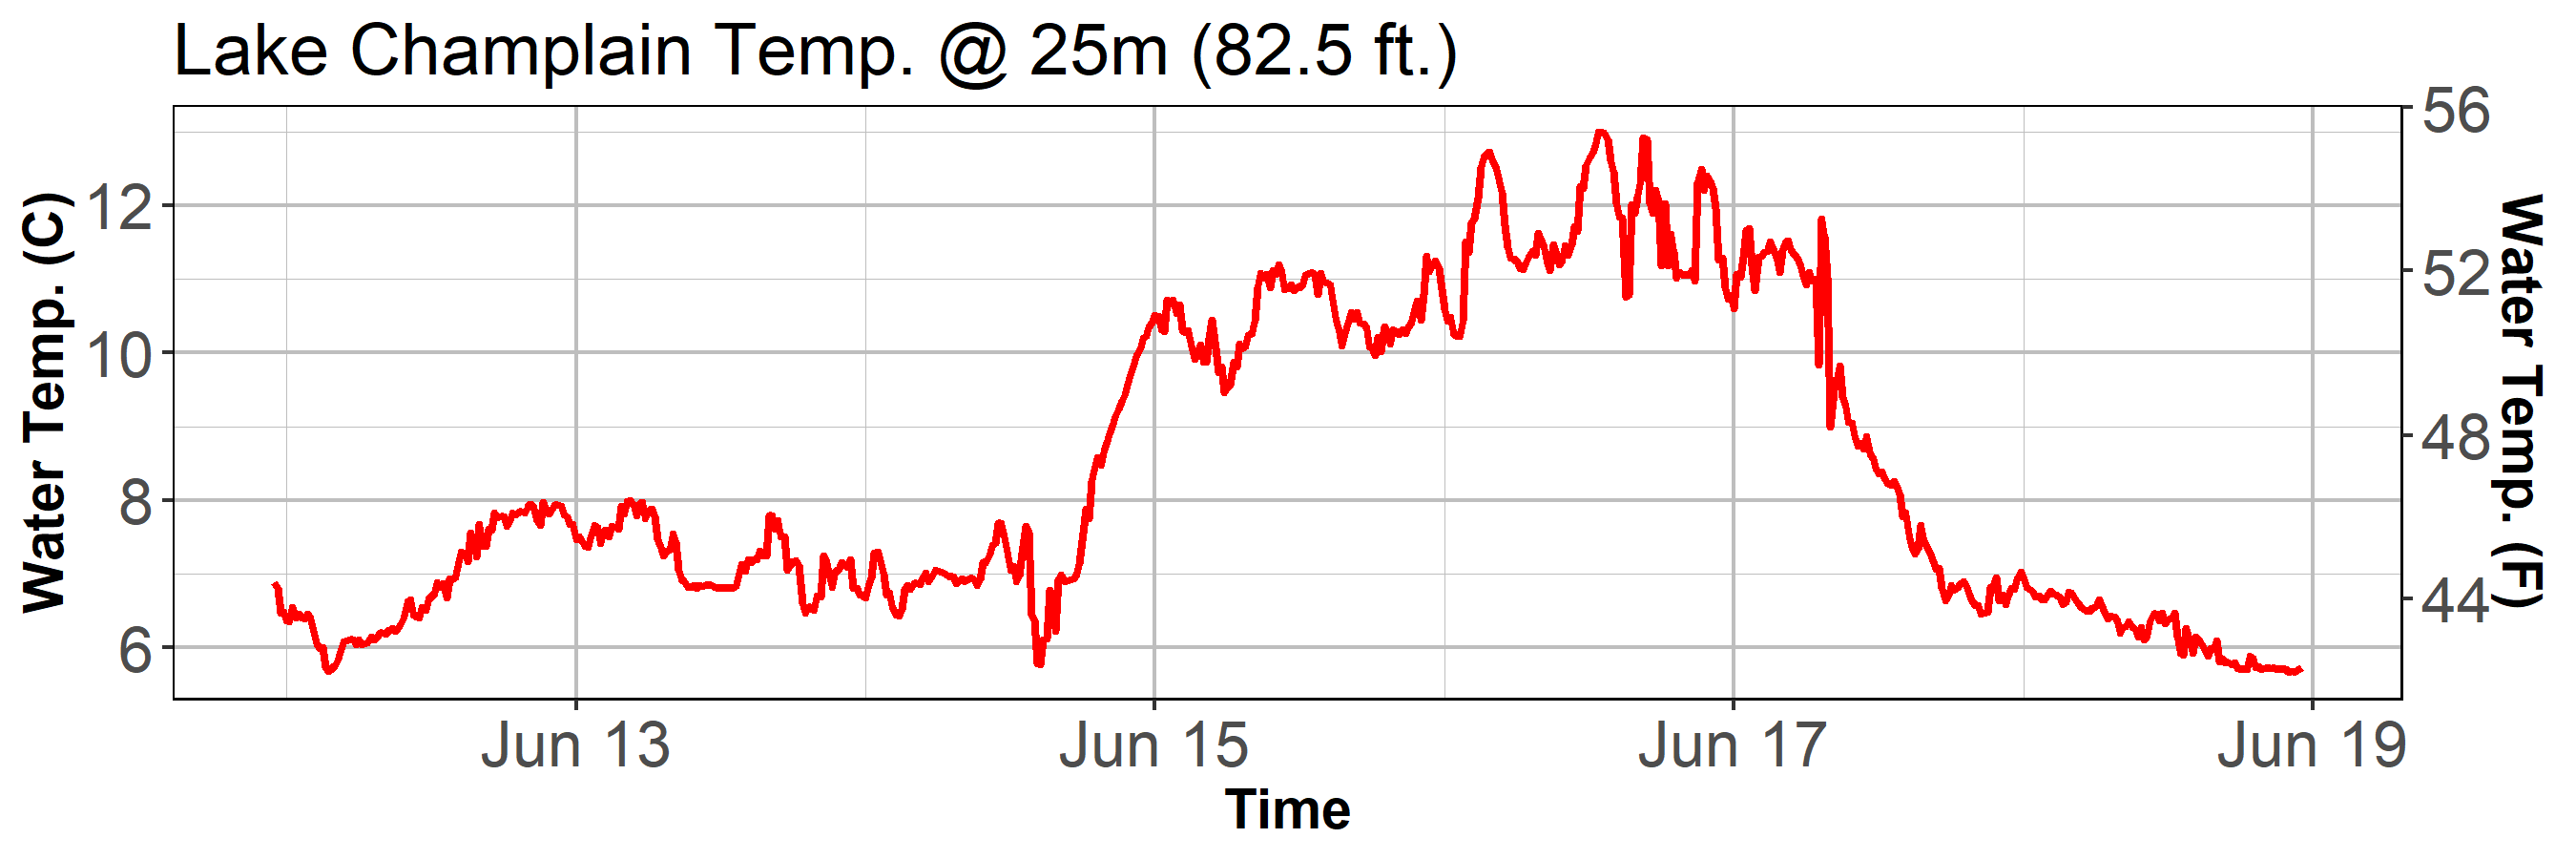 Lake Champlain Temp. @ 25m (82.5 ft.)
Water Temp. (C)
12
10
8
6
56
52
48
44
Water Temp. (F)
Jun 13
Jun 15
Jun 17
Jun 19
Time